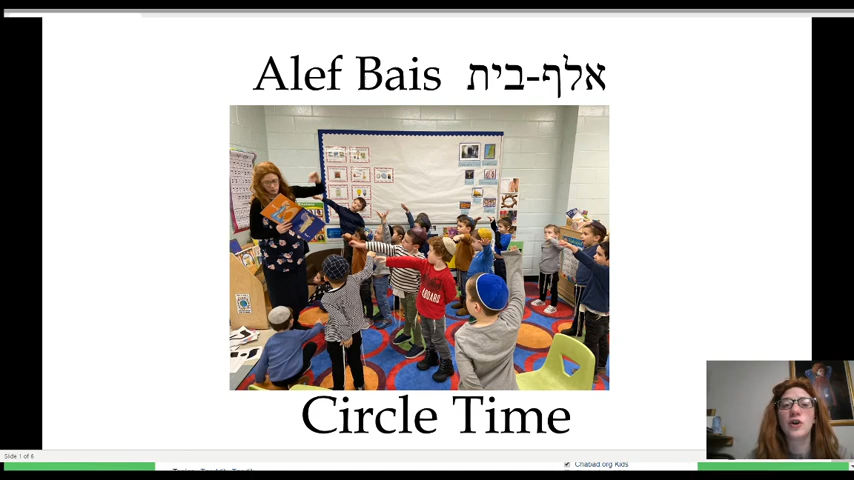 Alef Bais אלף-בית
Circle Time
Slide 1 of 6
Chabad.org Kids